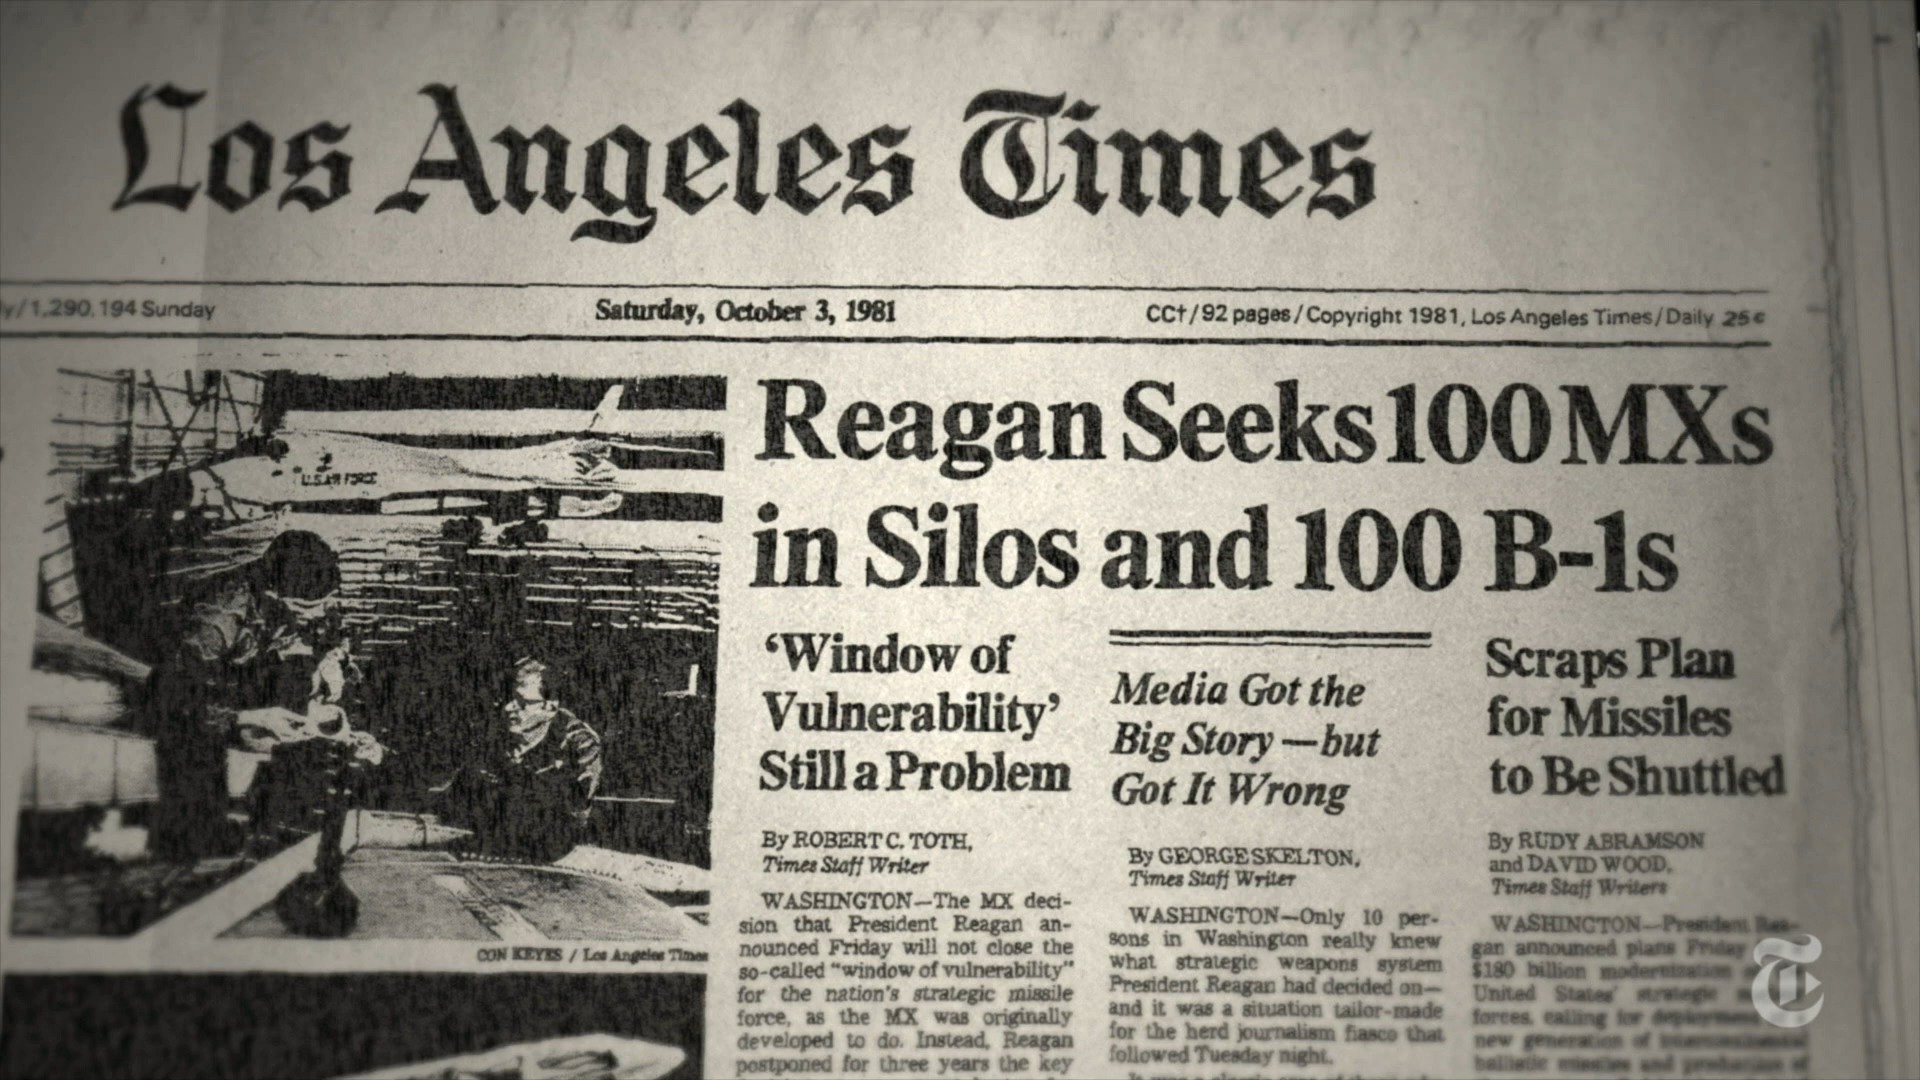 Los Angeles Times
/1,290,194 Sunday
Saturday, October 3, 1981
CC†/92 pages/Copyright 1981, Los Angeles Times/Daily 25¢
U.S. AIR FORCE
CON KEYES / Los Angeles Times
Reagan Seeks 100 MXs
in Silos and 100 B-1s
‘Window of
Vulnerability’
Still a Problem
By ROBERT C. TOTH,
Times Staff Writer
WASHINGTON—The MX deci-
sion that President Reagan an-
nounced Friday will not close the
so-called “window of vulnerability”
for the nation's strategic missile
force, as the MX was originally
developed to do. Instead, Reagan
postponed for three years the key
Media Got the
Big Story—but
Got It Wrong
By GEORGE SKELTON,
Times Staff Writer
WASHINGTON—Only 10 per-
sons in Washington really knew
what strategic weapons system
President Reagan had decided on—
and it was a situation tailor-made
for the herd journalism fiasco that
followed Tuesday night.
Scraps Plan
for Missiles
to Be Shuttled
By RUDY ABRAMSON
and DAVID WOOD,
Times Staff Writers
WASHINGTON—President Rea-
gan announced plans Friday
$180 billion modernization
United States' strategic
forces, calling for
new generation of intercontinental
ballistic missiles and production of
T